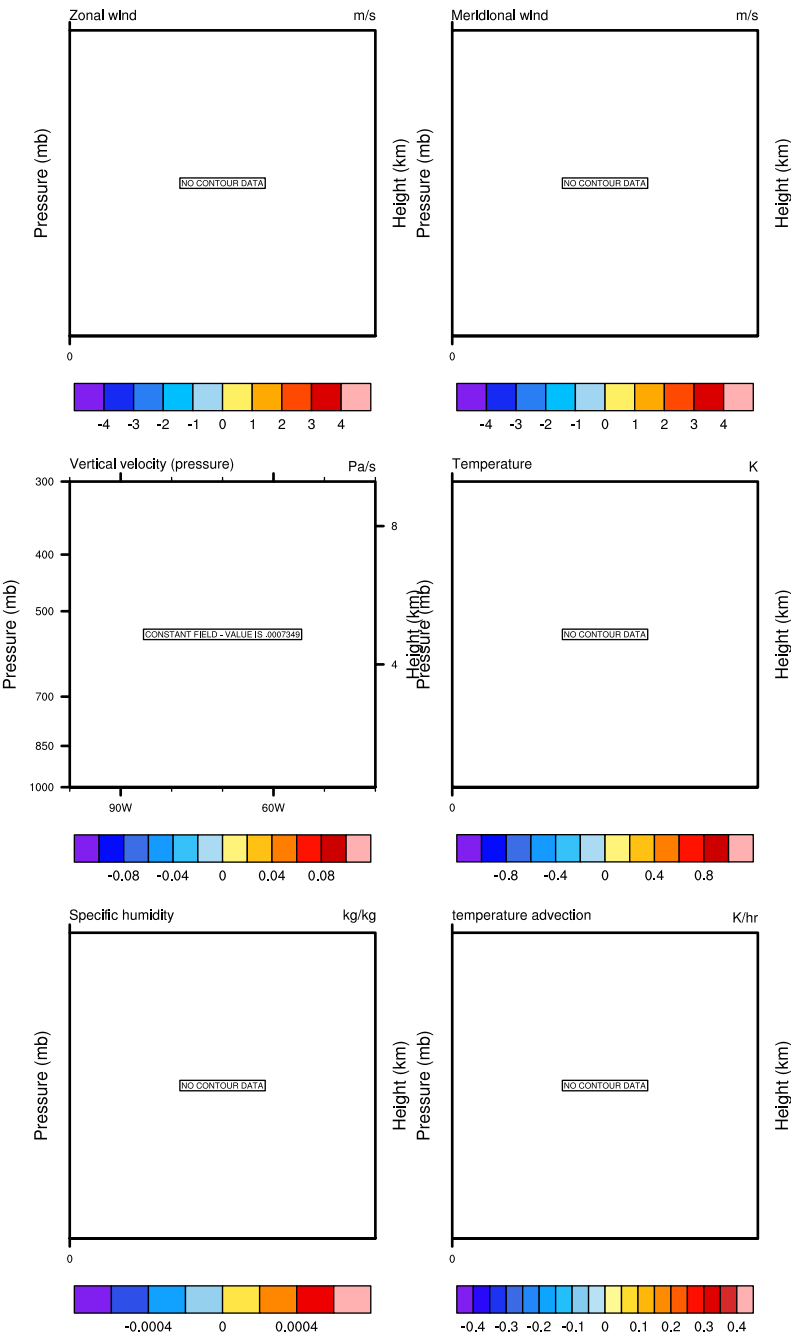 Zonal wind m/s
Pressure (mb)
NO CONTOUR DATA
Height (km)
0
-4 -3 -2 -1 0 1 2 3 4
Meridional wind m/s
Pressure (mb)
NO CONTOUR DATA
Height (km)
0
-4 -3 -2 -1 0 1 2 3 4
Vertical velocity (pressure) Pa/s
Pressure (mb)
300
400
500
700
850
1000
CONSTANT FIELD - VALUE IS .0007349
8
4
Height (km)
90W 60W
-0.08 -0.04 0 0.04 0.08
Temperature K
Pressure (mb)
NO CONTOUR DATA
Height (km)
0
-0.8 -0.4 0 0.4 0.8
Specific humidity kg/kg
Pressure (mb)
NO CONTOUR DATA
Height (km)
0
-0.0004 0 0.0004
temperature advection K/hr
Pressure (mb)
NO CONTOUR DATA
Height (km)
0
-0.4 -0.3 -0.2 -0.1 0 0.1 0.2 0.3 0.4